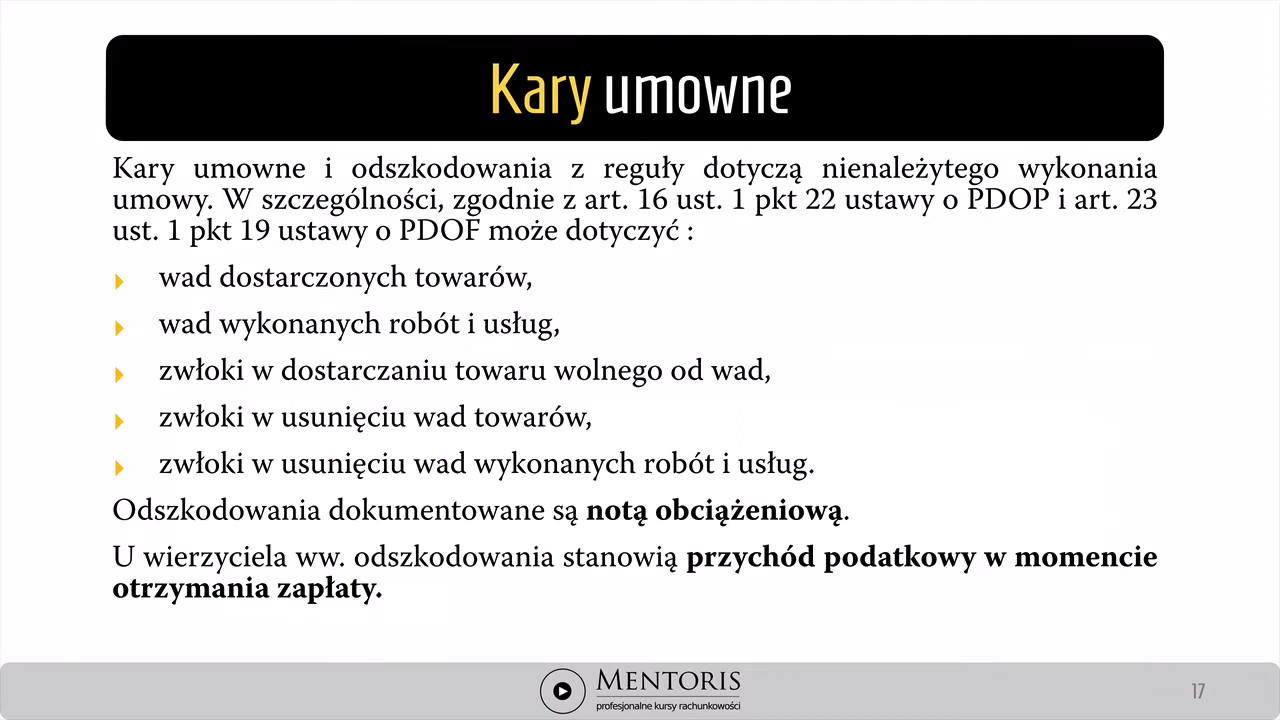 Kary umowne
Kary umowne i odszkodowania z reguły dotyczą nienależytego wykonania
umowy. W szczególności, zgodnie z art. 16 ust. 1 pkt 22 ustawy o PDOP i art. 23
ust. 1 pkt 19 ustawy o PDOF może dotyczyć :
wad dostarczonych towarów,
wad wykonanych robót i usług,
zwłoki w dostarczaniu towaru wolnego od wad,
zwłoki w usunięciu wad towarów,
zwłoki w usunięciu wad wykonanych robót i usług.
Odszkodowania dokumentowane są notą obciążeniową.
U wierzyciela ww. odszkodowania stanowią przychód podatkowy w momencie
otrzymania zapłaty.
MENTORIS
profesjonalne kursy rachunkowości
17